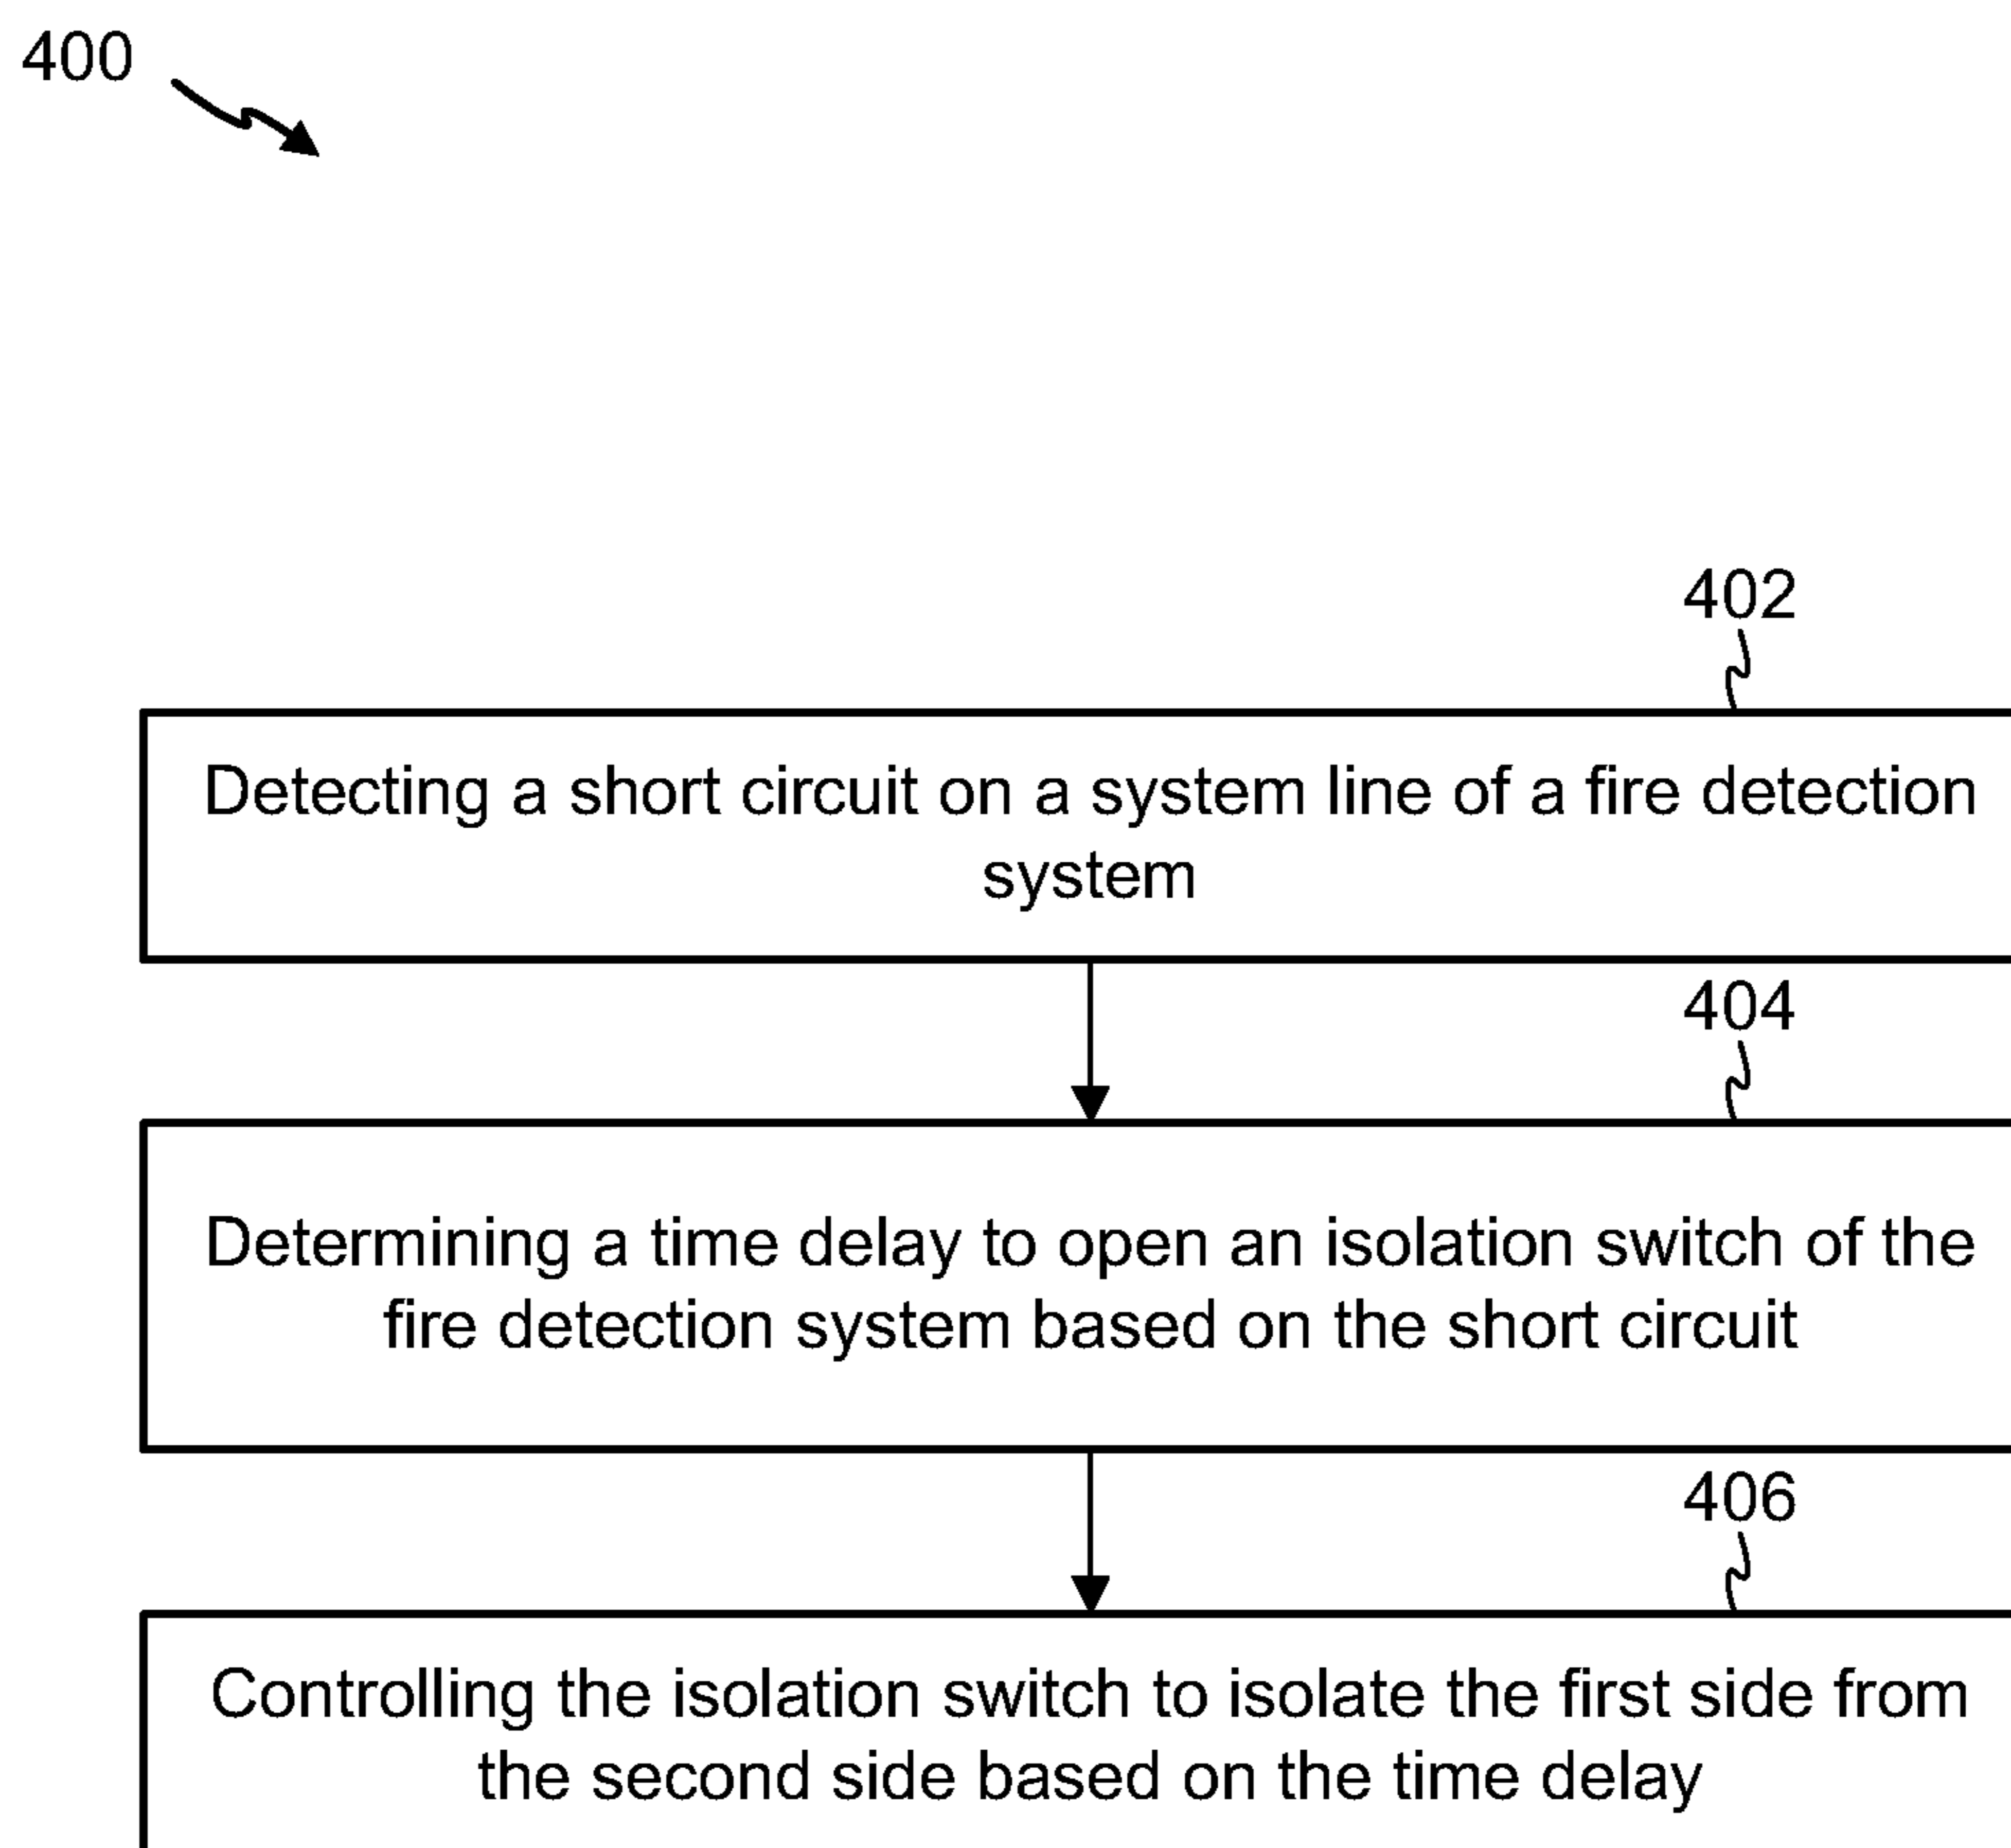 400
402
Detecting a short circuit on a system line of a fire detection
system
404
Determining a time delay to open an isolation switch of the
fire detection system based on the short circuit
406
Controlling the isolation switch to isolate the first side from
the second side based on the time delay